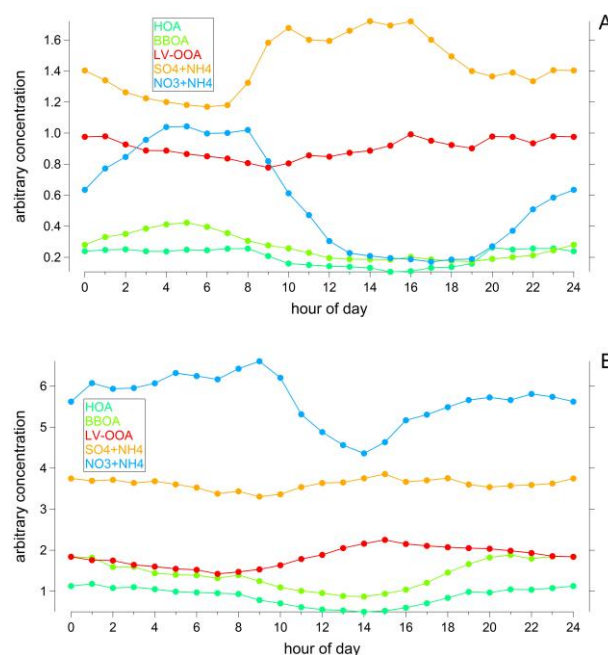 A
HOA
BBOA
LV-OOA
SO4+NH4
NO3+NH4
arbitrary concentration
1.6
1.4
1.2
1.0
0.8
0.6
0.4
0.2
0 2 4 6 8 10 12 14 16 18 20 22 24
hour of day
B
HOA
BBOA
LV-OOA
SO4+NH4
NO3+NH4
arbitrary concentration
6
5
4
3
2
1
0 2 4 6 8 10 12 14 16 18 20 22 24
hour of day